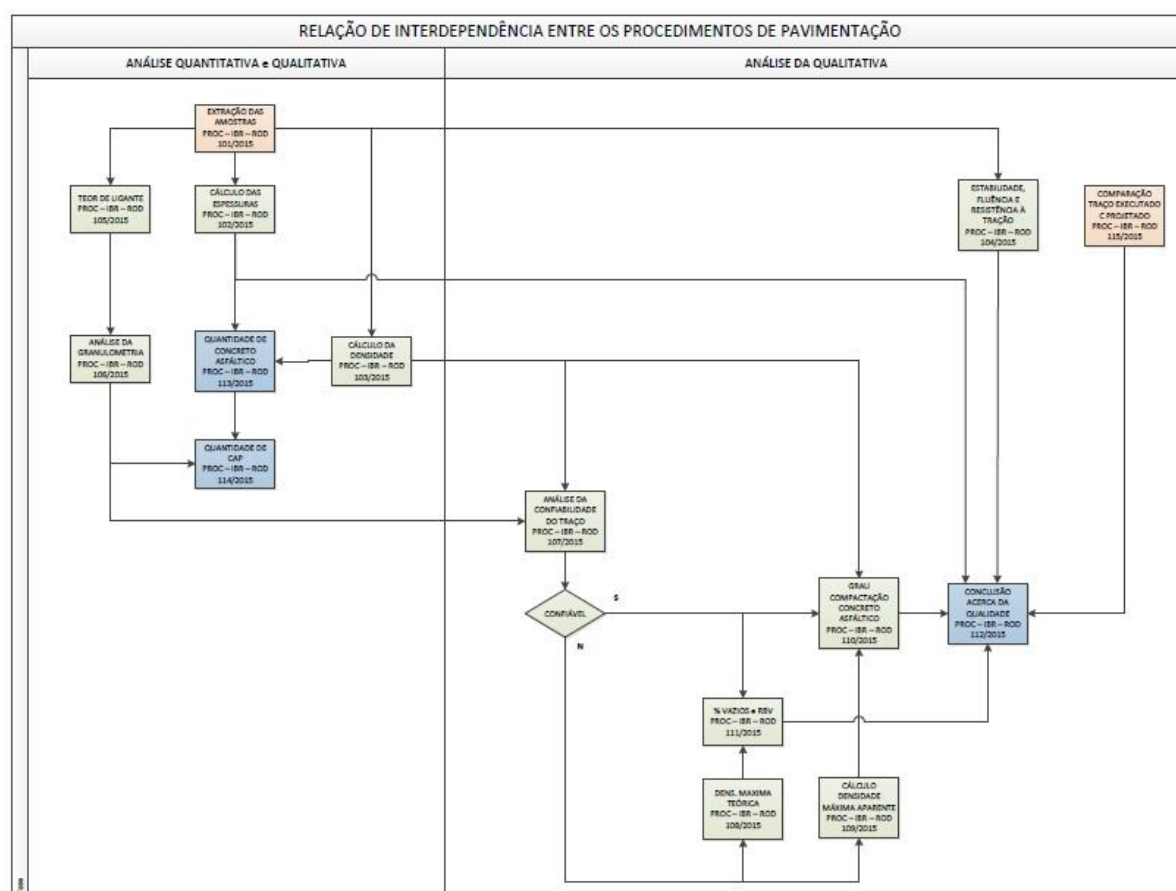 RELAÇÃO DE INTERDEPENDÊNCIA ENTRE OS PROCEDIMENTOS DE PAVIMENTAÇÃO
ANÁLISE QUANTITATIVA e QUALITATIVA
ANÁLISE DA QUALITATIVA
EXTRAÇÃO DAS
AMOSTRAS
PROC – IBR – ROD
101/2015
TEOR DE LIGANTE
PROC – IBR – ROD
105/2015
CÁLCULO DAS
ESPESSURAS
PROC – IBR – ROD
102/2015
ESTABILIDADE,
FLUÊNCIA E
RESISTÊNCIA À
TRAÇÃO
PROC – IBR – ROD
104/2015
COMPARAÇÃO
TRAÇO EXECUTADO
C PROJETADO
PROC – IBR – ROD
115/2015
ANÁLISE DA
GRANULOMETRIA
PROC – IBR – ROD
106/2015
QUANTIDADE DE
CONCRETO
ASFÁLTICO
PROC – IBR – ROD
113/2015
CÁLCULO DA
DENSIDADE
PROC – IBR – ROD
103/2015
QUANTIDADE DE
CAP
PROC – IBR – ROD
114/2015
ANÁLISE DA
CONFIABILIDADE
DO TRAÇO
PROC – IBR – ROD
107/2015
CONFIÁVEL
S
N
GRAU
COMPACTAÇÃO
CONCRETO
ASFÁLTICO
PROC – IBR – ROD
110/2015
CONCLUSÃO
ACERCA DA
QUALIDADE
PROC – IBR – ROD
112/2015
% VAZIOS e RBV
PROC – IBR – ROD
111/2015
DENS. MAXIMA
TEÓRICA
PROC – IBR – ROD
108/2015
CÁLCULO
DENSIDADE
MÁXIMA APARENTE
PROC – IBR – ROD
109/2015